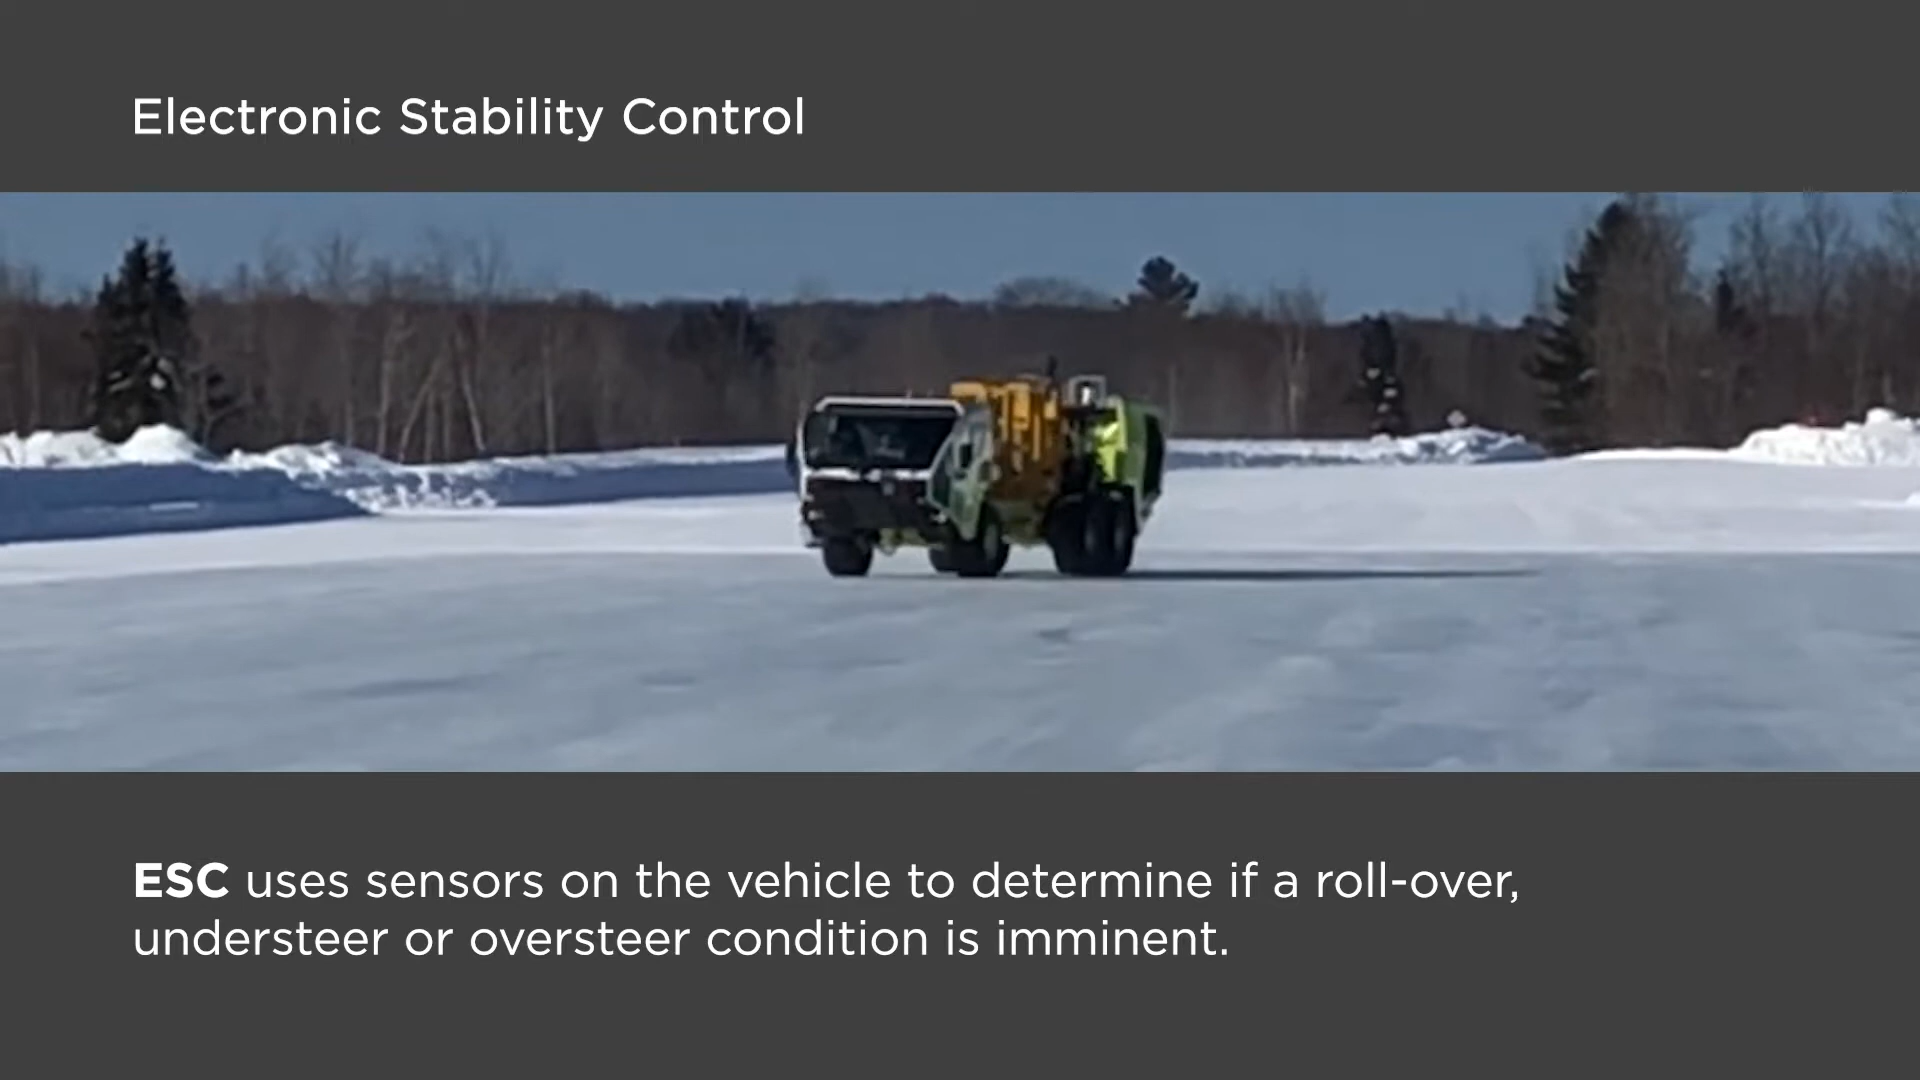 Electronic Stability Control
ESC uses sensors on the vehicle to determine if a roll-over,
understeer or oversteer condition is imminent.